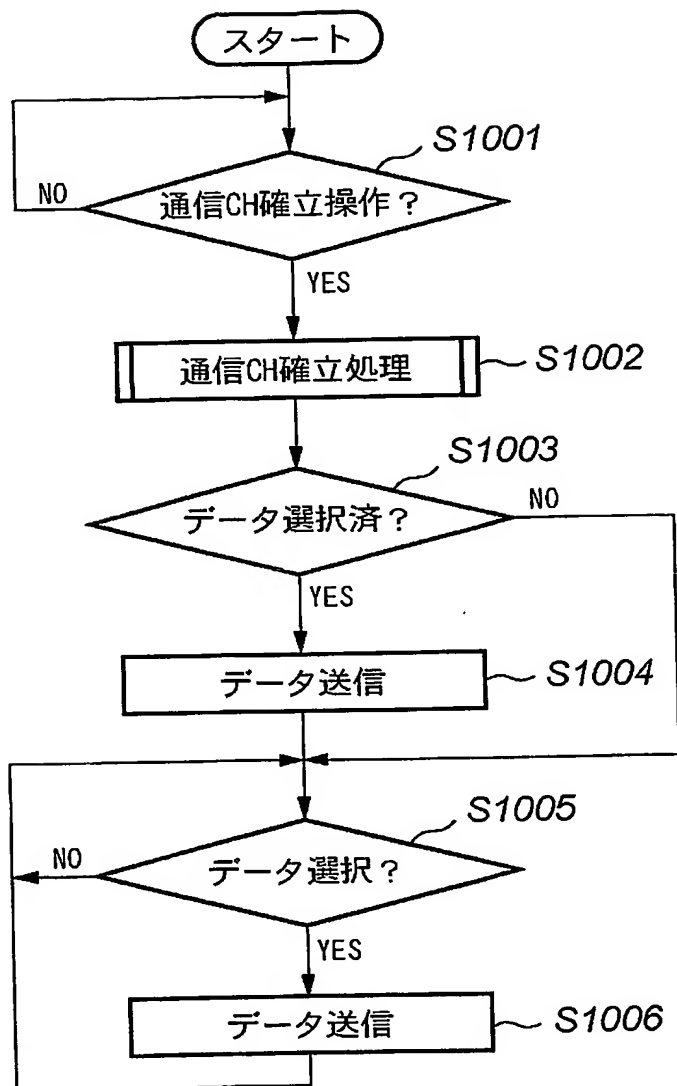 スタート
S1001
NO
通信CH確立操作？
YES
通信CH確立処理
S1002
S1003
データ選択済？
NO
YES
データ送信
S1004
S1005
NO
データ選択？
YES
データ送信
S1006